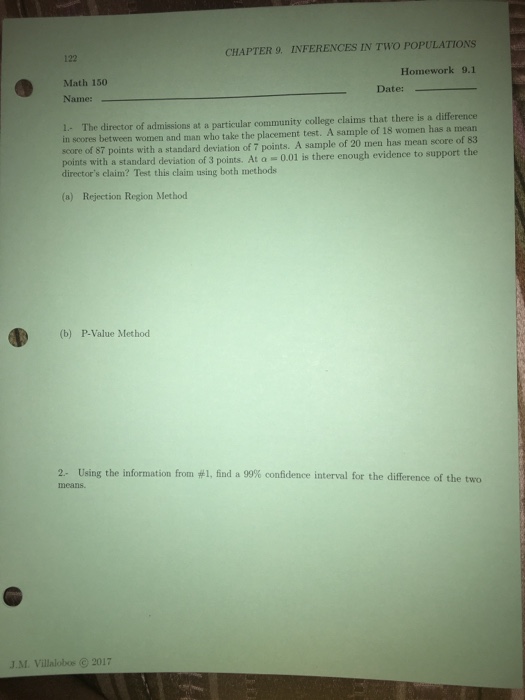 122
CHAPTER 9. INFERENCES IN TWO POPULATIONS
Math 150
Homework 9.1
Name:
Date:
1.- The director of admissions at a particular community college claims that there is a difference
in scores between women and man who take the placement test. A sample of 18 women has a mean
score of 87 points with a standard deviation of 7 points. A sample of 20 men has mean score of 83
points with a standard deviation of 3 points. At α = 0.01 is there enough evidence to support the
director's claim? Test this claim using both methods
(a) Rejection Region Method
(b) P-Value Method
2.- Using the information from #1, find a 99% confidence interval for the difference of the two
means.
J.M. Villalobos © 2017